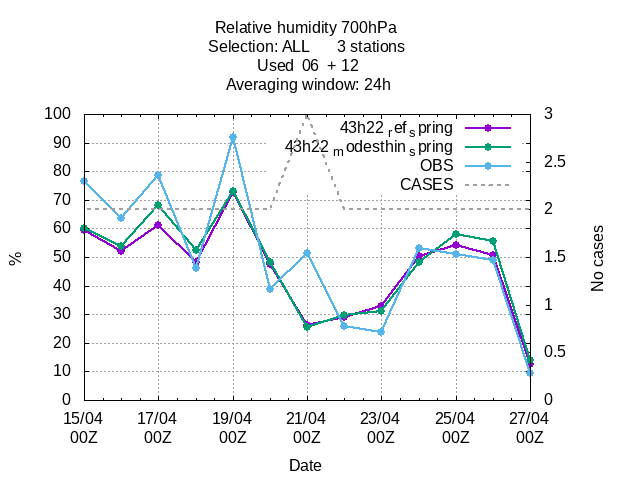 Relative humidity 700hPa
Selection: ALL 3 stations
Used 06 + 12
Averaging window: 24h
43h22 ref spring
43h22 modesthin spring
OBS
CASES
100
90
80
70
60
50
40
30
20
10
0
%
3
2.5
2
1.5
1
0.5
0
No cases
15/04 17/04 19/04 21/04 23/04 25/04 27/04
00Z 00Z 00Z 00Z 00Z 00Z 00Z
Date